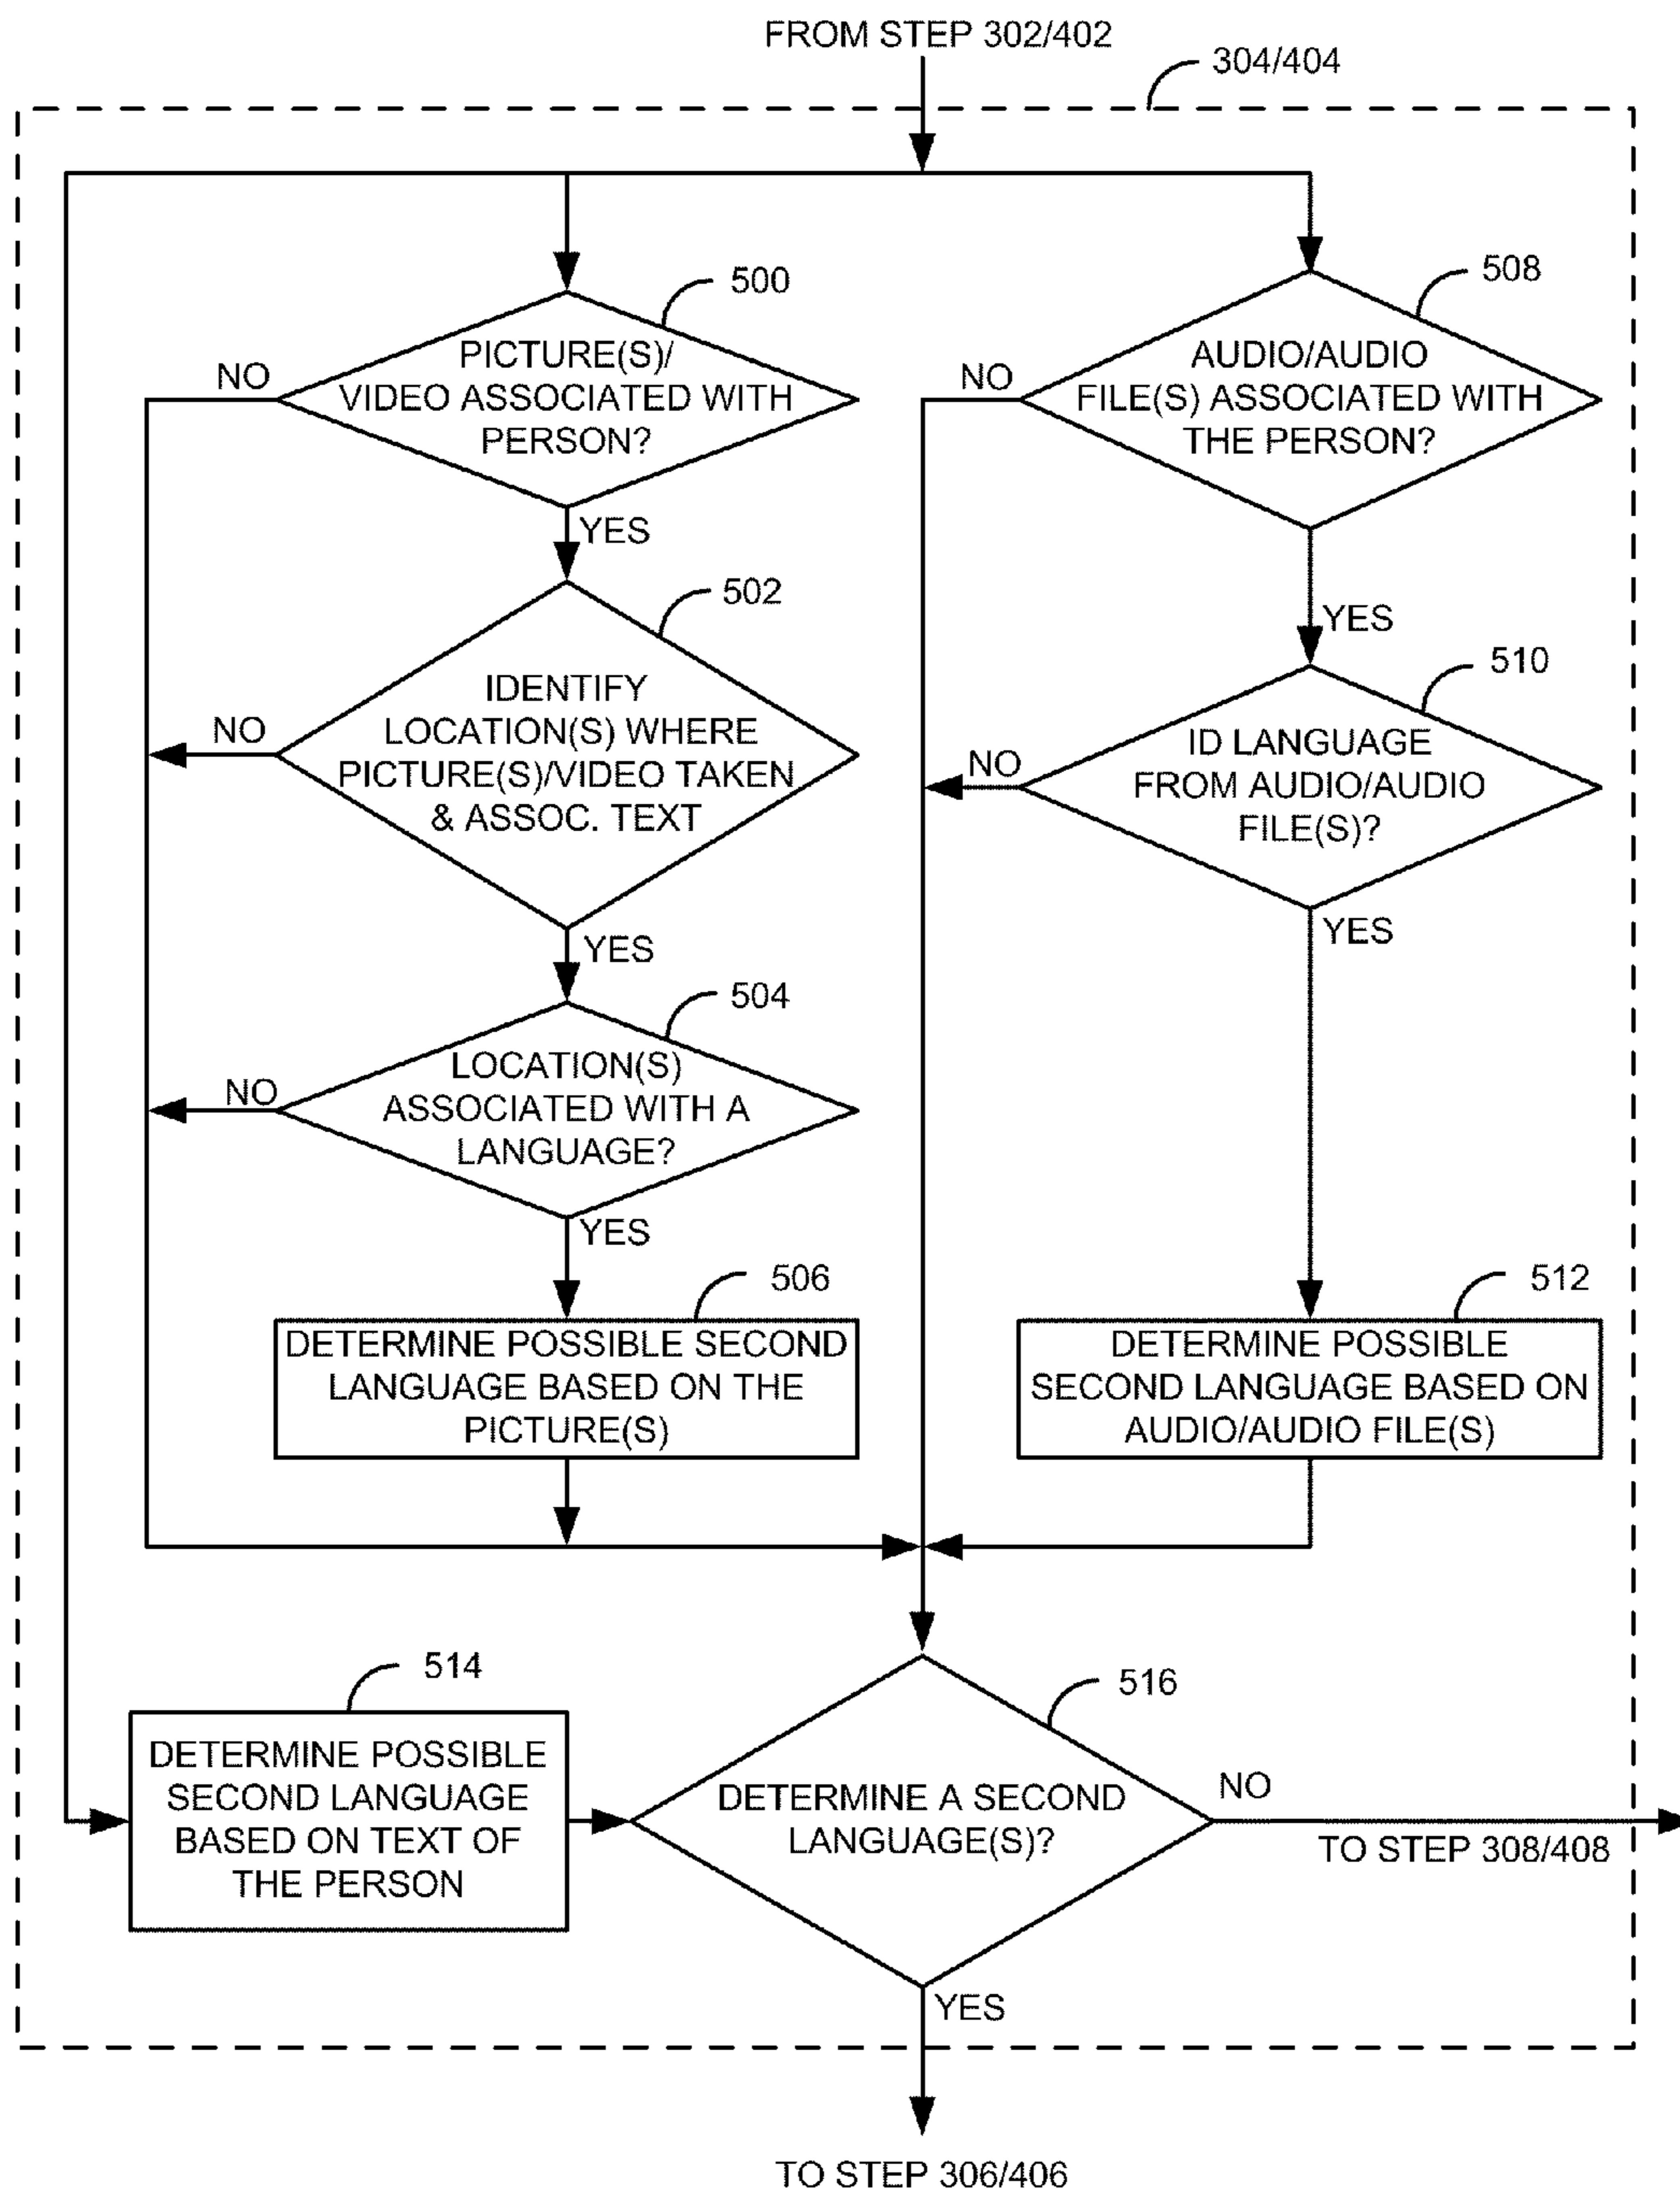 FROM STEP 302/402
304/404
500
PICTURE(S)/
VIDEO ASSOCIATED WITH
PERSON?
NO
YES
508
AUDIO/AUDIO
FILE(S) ASSOCIATED WITH
THE PERSON?
NO
YES
502
IDENTIFY
LOCATION(S) WHERE
PICTURE(S)/VIDEO TAKEN
& ASSOC. TEXT
NO
YES
510
ID LANGUAGE
FROM AUDIO/AUDIO
FILE(S)?
NO
YES
504
LOCATION(S)
ASSOCIATED WITH A
LANGUAGE?
NO
YES
506
DETERMINE POSSIBLE SECOND
LANGUAGE BASED ON THE
PICTURE(S)
512
DETERMINE POSSIBLE
SECOND LANGUAGE BASED ON
AUDIO/AUDIO FILE(S)
514
DETERMINE POSSIBLE
SECOND LANGUAGE
BASED ON TEXT OF
THE PERSON
516
DETERMINE A SECOND
LANGUAGE(S)?
NO
TO STEP 308/408
YES
TO STEP 306/406